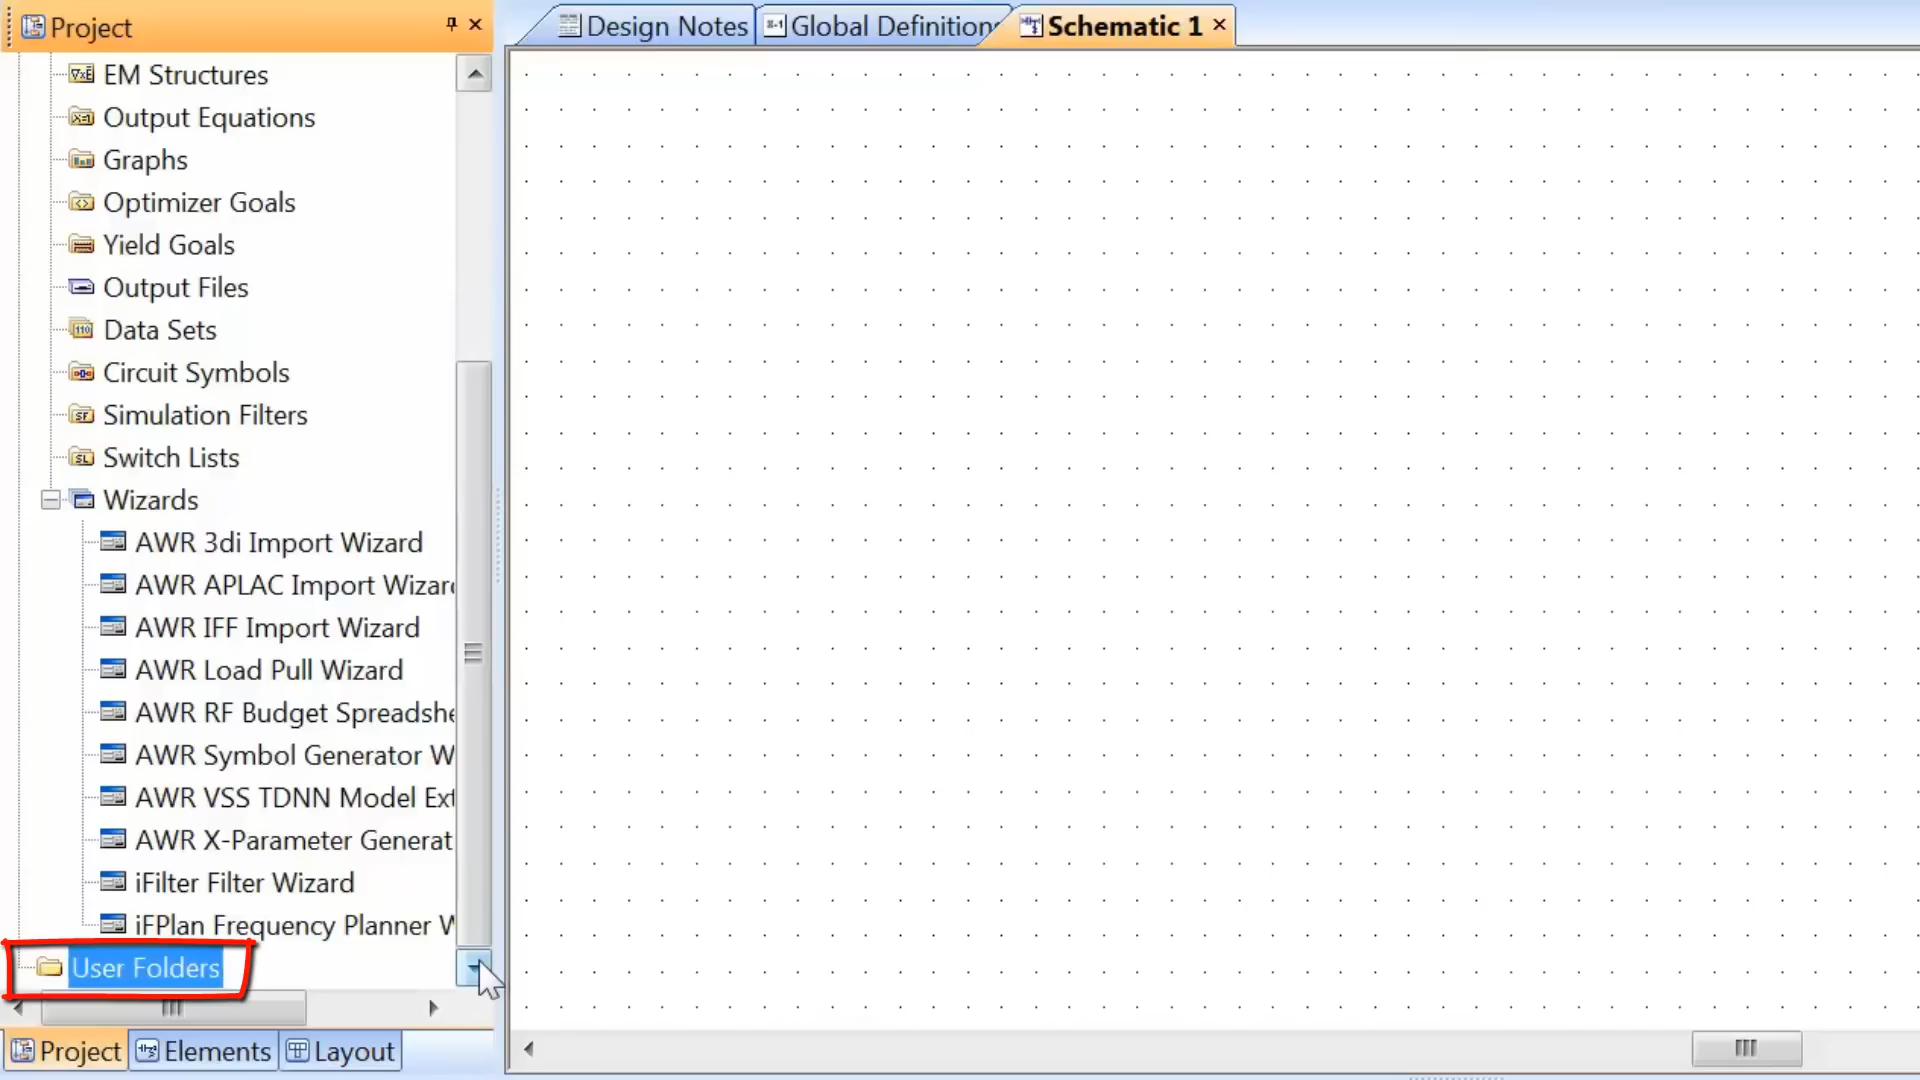 Project
Design Notes
Global Definition
Schematic 1
EM Structures
Output Equations
Graphs
Optimizer Goals
Yield Goals
Output Files
Data Sets
Circuit Symbols
Simulation Filters
Switch Lists
Wizards
AWR 3di Import Wizard
AWR APLAC Import Wizar
AWR IFF Import Wizard
AWR Load Pull Wizard
AWR RF Budget Spreadshe
AWR Symbol Generator W
AWR VSS TDNN Model Ext
AWR X-Parameter Generat
iFilter Filter Wizard
iFPlan Frequency Planner W
User Folders
Project
Elements
Layout